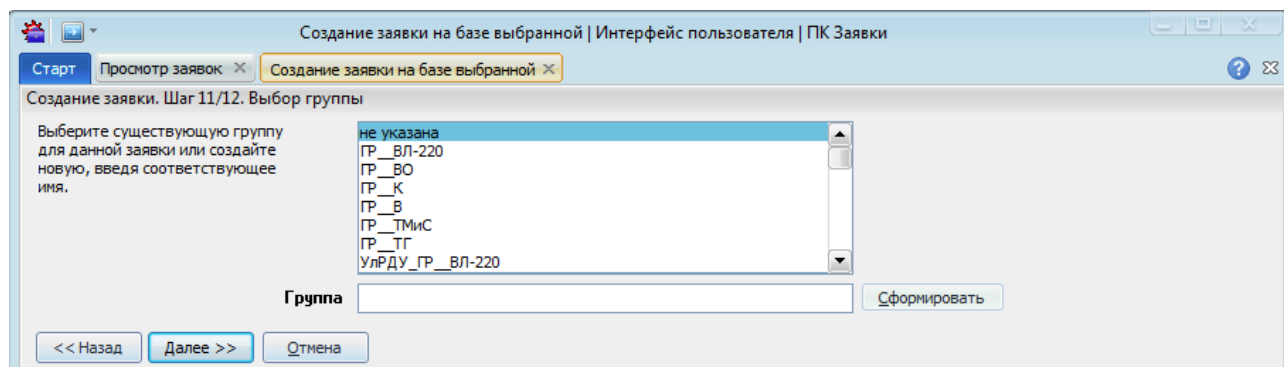 Создание заявки на базе выбранной | Интерфейс пользователя | ПК Заявки
Старт Просмотр заявок Создание заявки на базе выбранной
Создание заявки. Шаг 11/12. Выбор группы
Выберите существующую группу
для данной заявки или создайте
новую, введя соответствующее
имя.
не указана
ГР__ВЛ-220
ГР__ВО
ГР__К
ГР__В
ГР__ТМиС
ГР__ТГ
УлРДУ_ГР__ВЛ-220
Группа Сформировать
<< Назад Далее >> Отмена